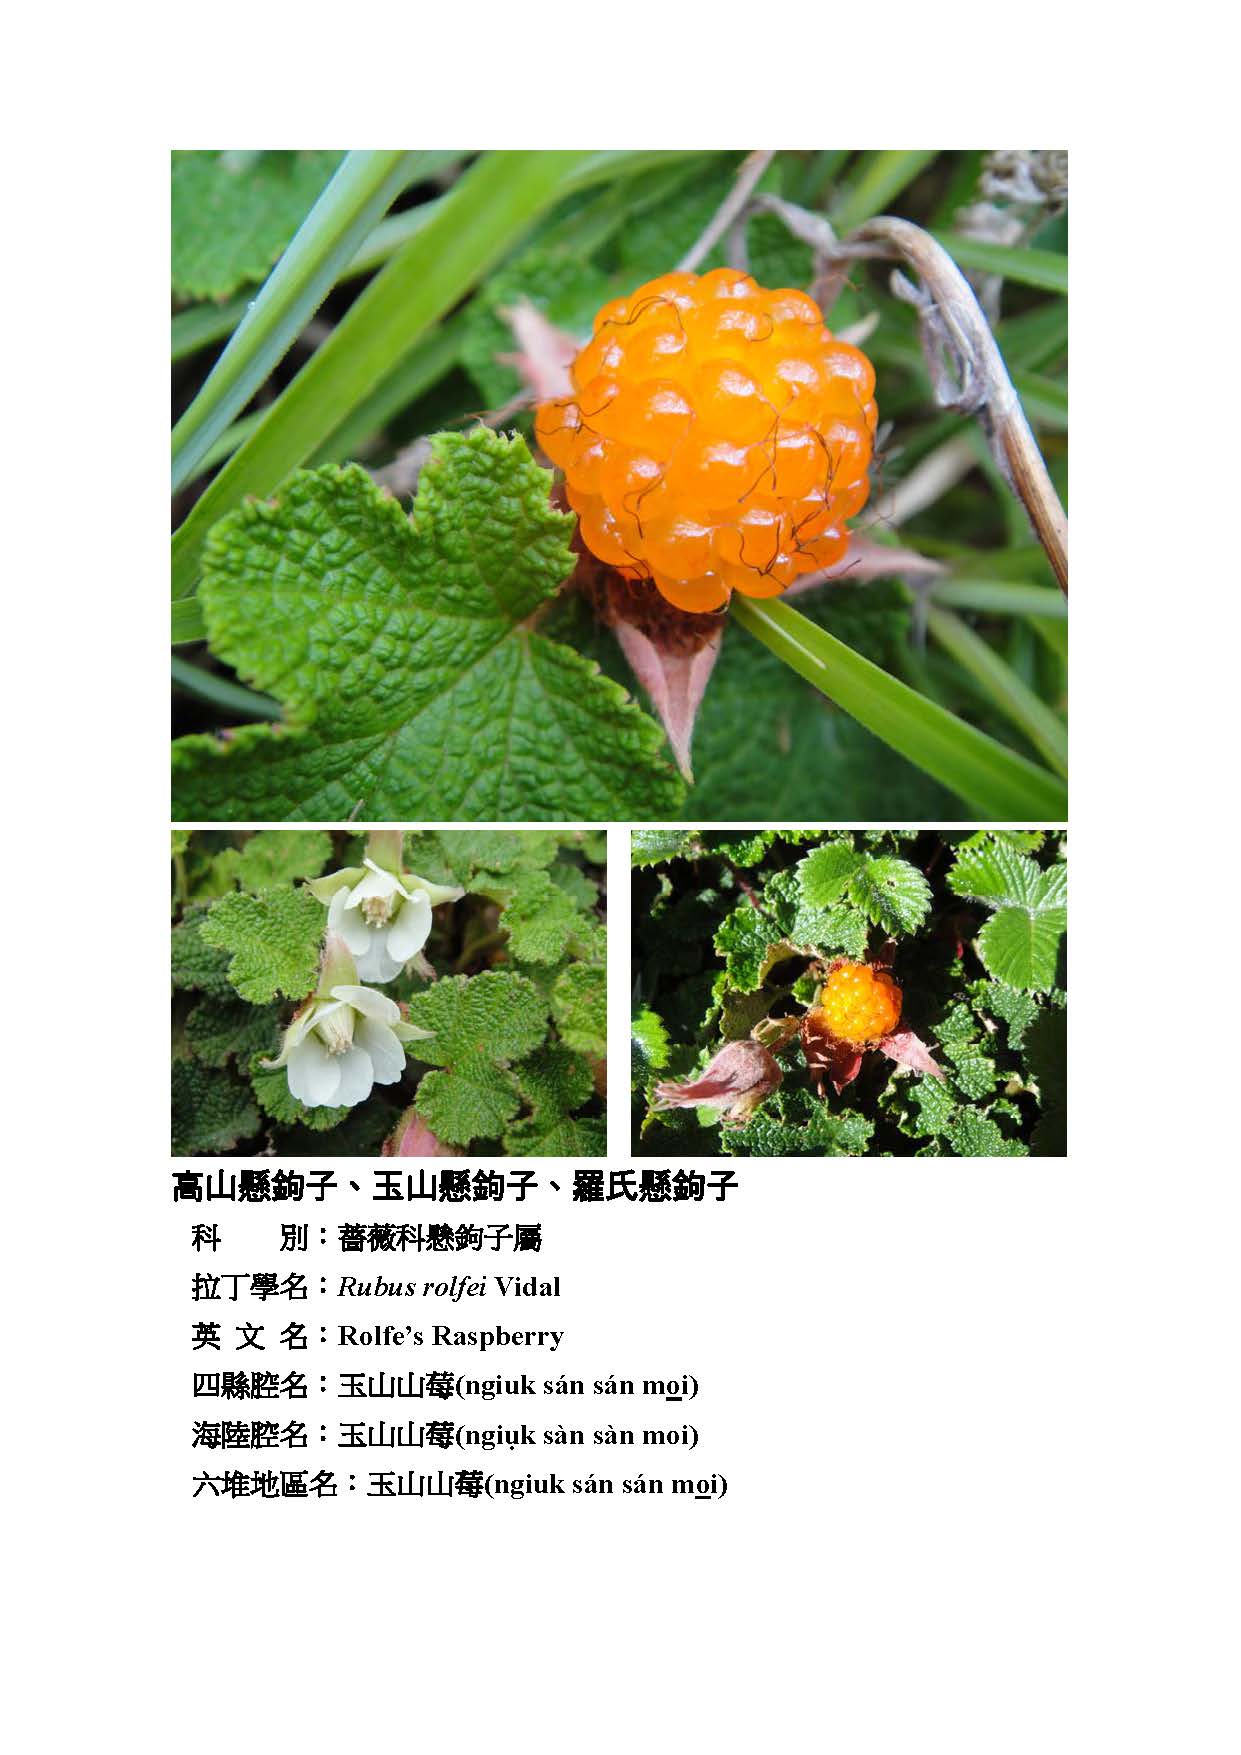 高山懸鉤子、玉山懸鉤子、羅氏懸鉤子
科　　別：薔薇科懸鉤子屬
拉丁學名：Rubus rolfei Vidal
英 文 名：Rolfe’s Raspberry
四縣腔名：玉山山莓(ngiuk sán sán mo̲i)
海陸腔名：玉山山莓(ngiụk sàn sàn moi)
六堆地區名：玉山山莓(ngiuk sán sán mo̲i)